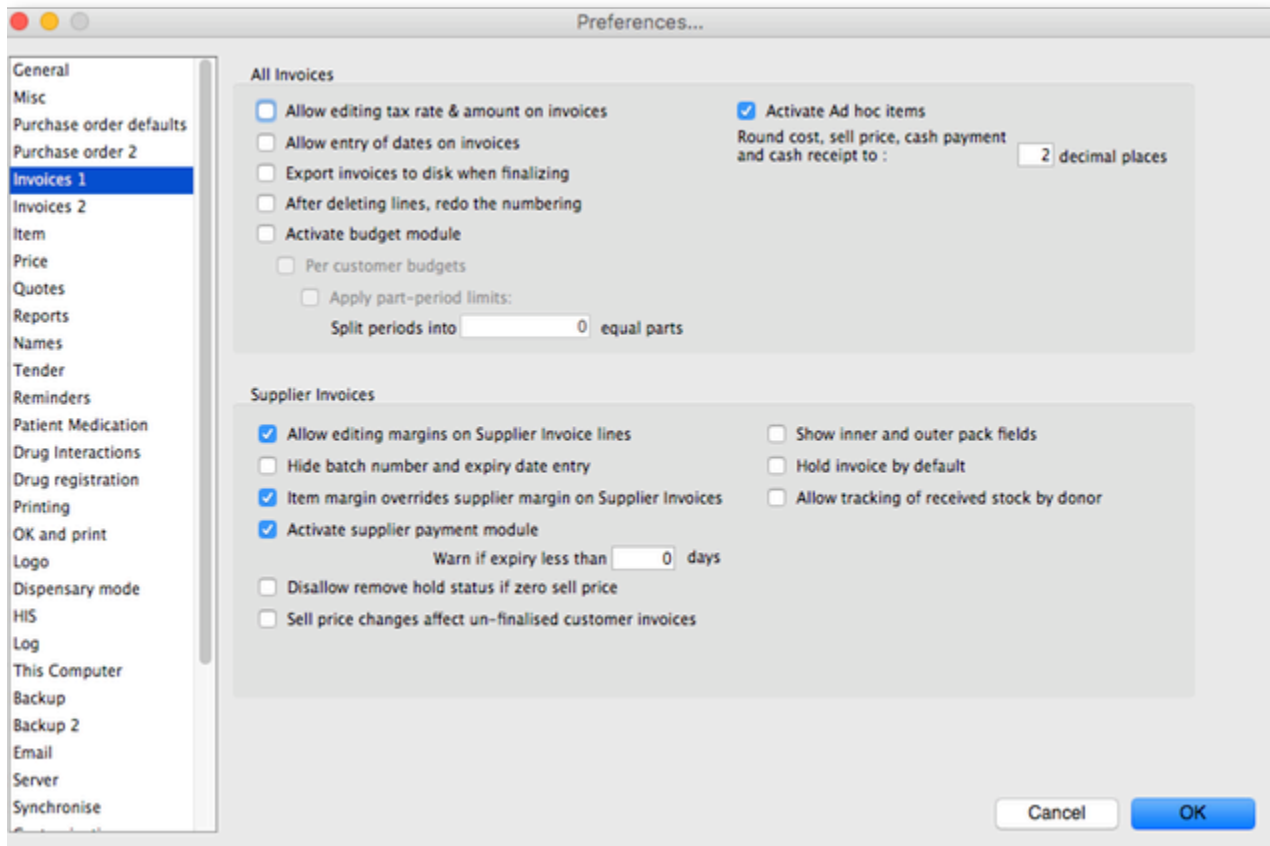 Preferences...
General
Misc
Purchase order defaults
Purchase order 2
Invoices 1
Invoices 2
Item
Price
Quotes
Reports
Names
Tender
Reminders
Patient Medication
Drug Interactions
Drug registration
Printing
OK and print
Logo
Dispensary mode
HIS
Log
This Computer
Backup
Backup 2
Email
Server
Synchronise
All Invoices
Allow editing tax rate & amount on invoices
Allow entry of dates on invoices
Export invoices to disk when finalizing
After deleting lines, redo the numbering
Activate budget module
Per customer budgets
Apply part-period limits:
Split periods into 0 equal parts
Activate Ad hoc items
Round cost, sell price, cash payment
and cash receipt to : 2 decimal places
Supplier Invoices
Allow editing margins on Supplier Invoice lines
Hide batch number and expiry date entry
Item margin overrides supplier margin on Supplier Invoices
Activate supplier payment module
Warn if expiry less than 0 days
Disallow remove hold status if zero sell price
Sell price changes affect un-finalised customer invoices
Show inner and outer pack fields
Hold invoice by default
Allow tracking of received stock by donor
Cancel
OK